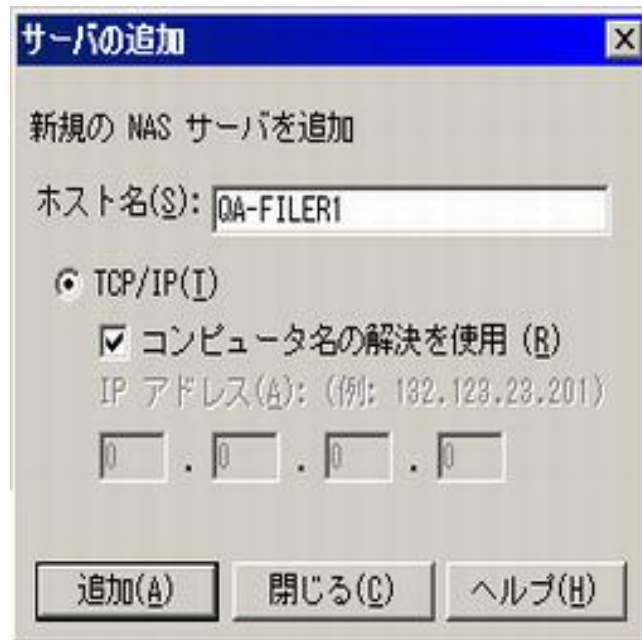 サーバの追加
新規の NAS サーバを追加
ホスト名(S): QA-FILER1
TCP/IP(T)
コンピュータ名の解決を使用 (R)
IP アドレス(A): (例: 132.123.23.201)
0 . 0 . 0 . 0
追加(A) 閉じる(C) ヘルプ(H)